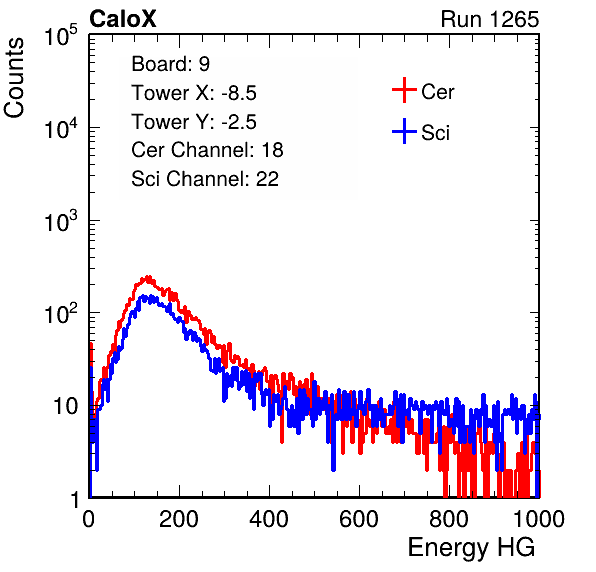 CaloX Run 1265
Counts
10^5
10^4
10^3
10^2
10
1
Board: 9
Tower X: -8.5
Tower Y: -2.5
Cer Channel: 18
Sci Channel: 22
Cer
Sci
0 200 400 600 800 1000
Energy HG